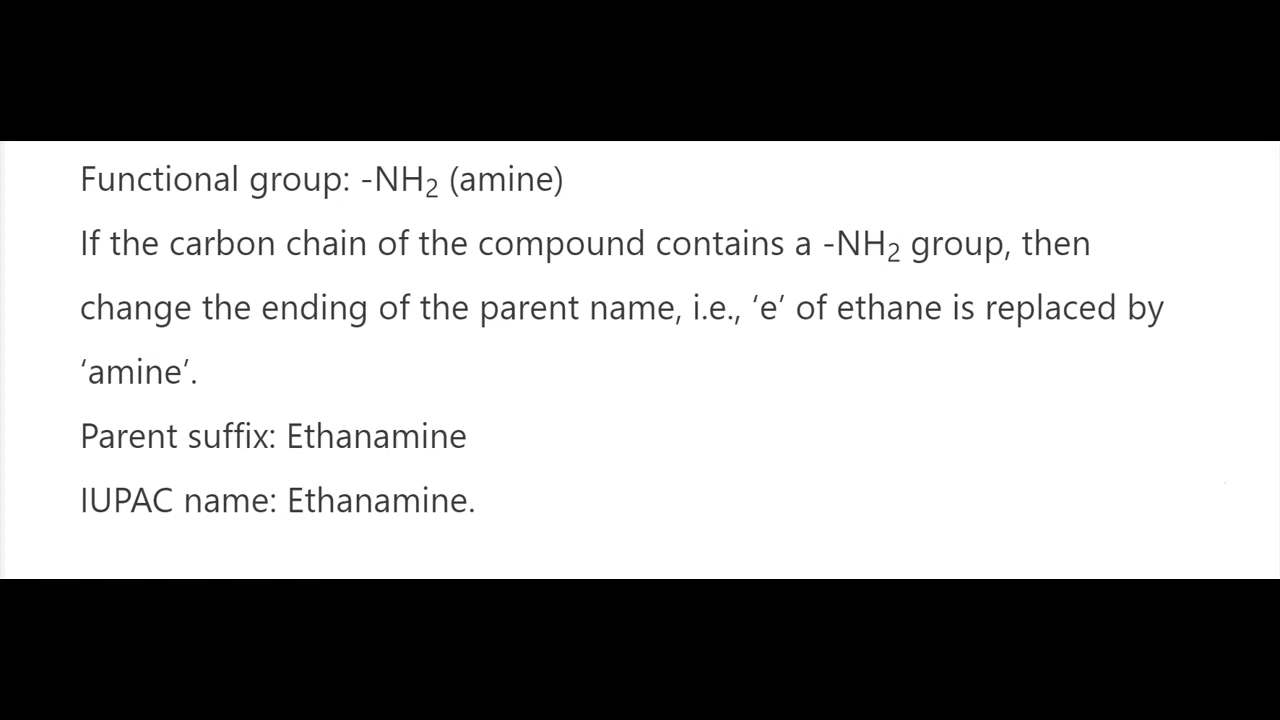 Functional group: -NH₂ (amine)
If the carbon chain of the compound contains a -NH₂ group, then
change the ending of the parent name, i.e., ‘e’ of ethane is replaced by
‘amine’.
Parent suffix: Ethanamine
IUPAC name: Ethanamine.